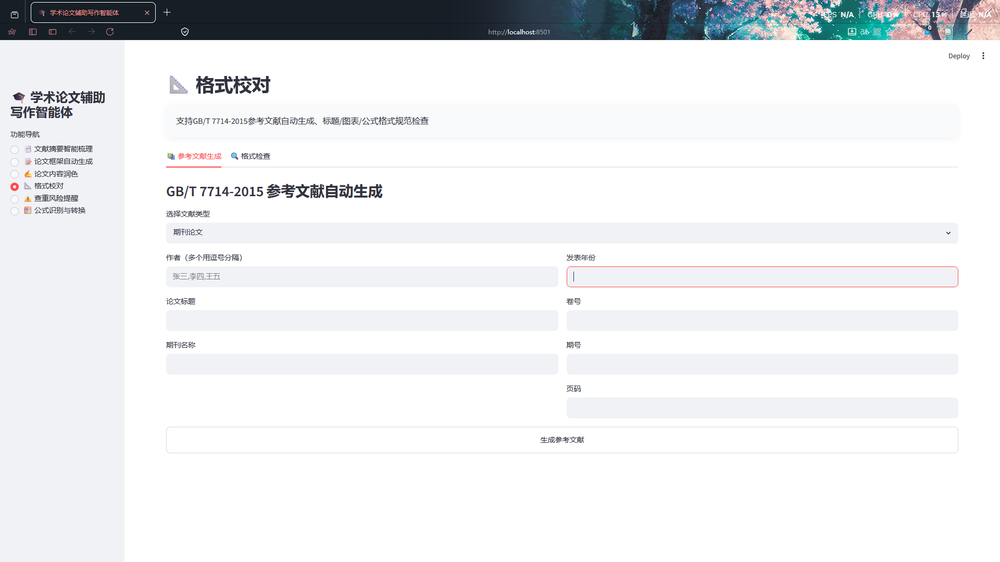 学术论文辅助写作智能体
FPS N/A
GPU 0%
CPU 13%
延迟 N/A
http://localhost:8501
0
Deploy
🎓 学术论文辅助
写作智能体
功能导航
📑 文献摘要智能梳理
📝 论文框架自动生成
✍️ 论文内容润色
📐 格式校对
⚠️ 查重风险提醒
🧮 公式识别与转换
📐 格式校对
支持GB/T 7714-2015参考文献自动生成、标题/图表/公式格式规范检查
📚 参考文献生成
🔍 格式检查
GB/T 7714-2015 参考文献自动生成
选择文献类型
期刊论文
作者（多个用逗号分隔）
张三,李四,王五
发表年份
论文标题
卷号
期刊名称
期号
页码
生成参考文献